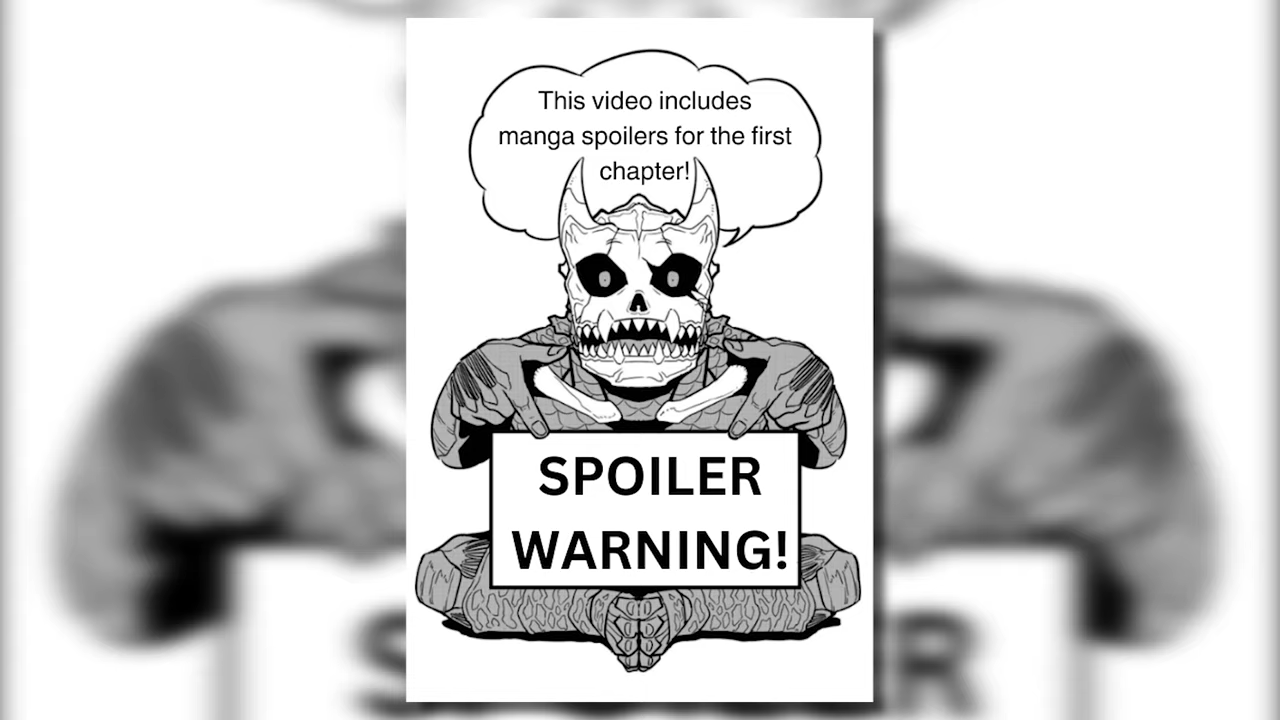 This video includes
manga spoilers for the first
chapter!
SPOILER
WARNING!